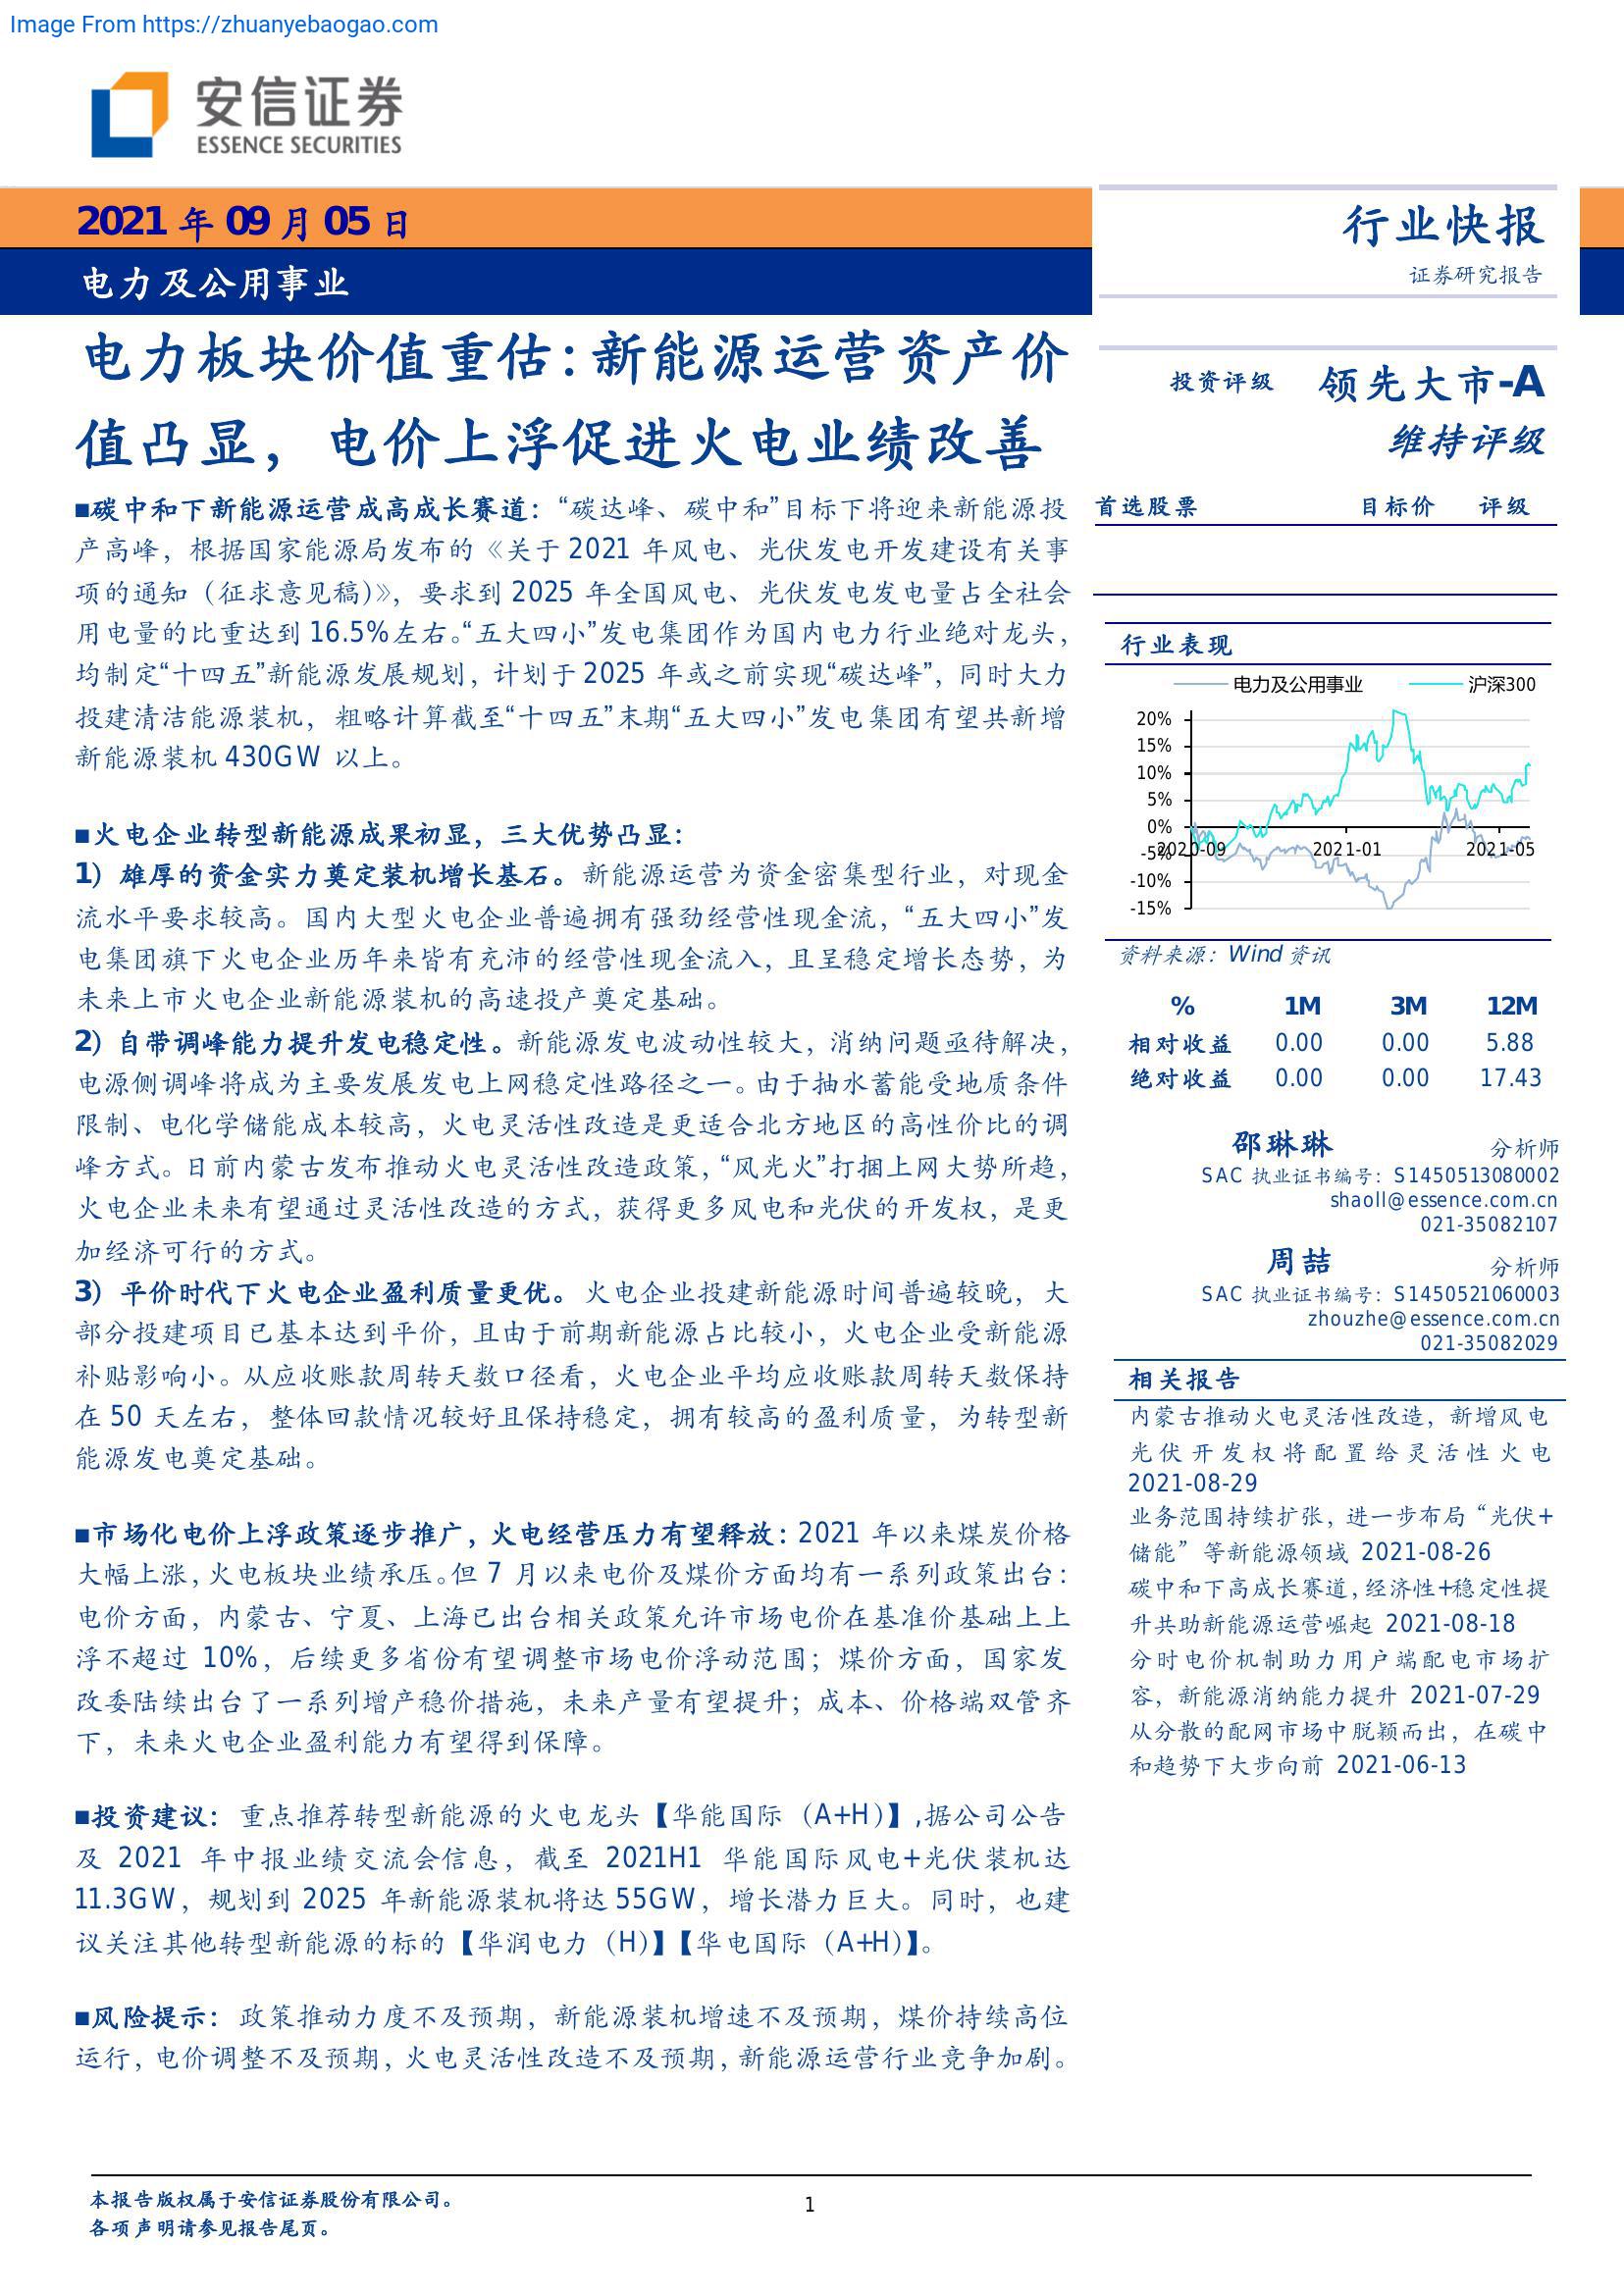 Image From https://zhuanyebaogao.com
安信证券
ESSENCE SECURITIES
2021 年 09 月 05 日
电力及公用事业
行业快报
证券研究报告
电力板块价值重估：新能源运营资产价
值凸显，电价上浮促进火电业绩改善
■碳中和下新能源运营成高成长赛道：“碳达峰、碳中和”目标下将迎来新能源投
产高峰，根据国家能源局发布的《关于 2021 年风电、光伏发电开发建设有关事
项的通知（征求意见稿）》，要求到 2025 年全国风电、光伏发电发电量占全社会
用电量的比重达到 16.5%左右。“五大四小”发电集团作为国内电力行业绝对龙头，
均制定“十四五”新能源发展规划，计划于 2025 年或之前实现“碳达峰”，同时大力
投建清洁能源装机，粗略计算截至“十四五”末期“五大四小”发电集团有望共新增
新能源装机 430GW 以上。
■火电企业转型新能源成果初显，三大优势凸显：
1）雄厚的资金实力奠定装机增长基石。新能源运营为资金密集型行业，对现金
流水平要求较高。国内大型火电企业普遍拥有强劲经营性现金流，“五大四小”发
电集团旗下火电企业历年来皆有充沛的经营性现金流入，且呈稳定增长态势，为
未来上市火电企业新能源装机的高速投产奠定基础。
2）自带调峰能力提升发电稳定性。新能源发电波动性较大，消纳问题亟待解决，
电源侧调峰将成为主要发展发电上网稳定性路径之一。由于抽水蓄能受地质条件
限制、电化学储能成本较高，火电灵活性改造是更适合北方地区的高性价比的调
峰方式。日前内蒙古发布推动火电灵活性改造政策，“风光火”打捆上网大势所趋，
火电企业未来有望通过灵活性改造的方式，获得更多风电和光伏的开发权，是更
加经济可行的方式。
3）平价时代下火电企业盈利质量更优。火电企业投建新能源时间普遍较晚，大
部分投建项目已基本达到平价，且由于前期新能源占比较小，火电企业受新能源
补贴影响小。从应收账款周转天数口径看，火电企业平均应收账款周转天数保持
在 50 天左右，整体回款情况较好且保持稳定，拥有较高的盈利质量，为转型新
能源发电奠定基础。
■市场化电价上浮政策逐步推广，火电经营压力有望释放：2021 年以来煤炭价格
大幅上涨，火电板块业绩承压。但 7 月以来电价及煤价方面均有一系列政策出台：
电价方面，内蒙古、宁夏、上海已出台相关政策允许市场电价在基准价基础上上
浮不超过 10%，后续更多省份有望调整市场电价浮动范围；煤价方面，国家发
改委陆续出台了一系列增产稳价措施，未来产量有望提升；成本、价格端双管齐
下，未来火电企业盈利能力有望得到保障。
■投资建议：重点推荐转型新能源的火电龙头【华能国际（A+H）】,据公司公告
及 2021 年中报业绩交流会信息，截至 2021H1 华能国际风电+光伏装机达
11.3GW，规划到 2025 年新能源装机将达 55GW，增长潜力巨大。同时，也建
议关注其他转型新能源的标的【华润电力（H）】【华电国际（A+H）】。
■风险提示：政策推动力度不及预期，新能源装机增速不及预期，煤价持续高位
运行，电价调整不及预期，火电灵活性改造不及预期，新能源运营行业竞争加剧。
投资评级 领先大市-A
维持评级
首选股票 目标价 评级
行业表现
电力及公用事业 沪深300
20%
15%
10%
5%
0%
-5%
-10%
-15%
2020-09 2021-01 2021-05
资料来源：Wind 资讯
% 1M 3M 12M
相对收益 0.00 0.00 5.88
绝对收益 0.00 0.00 17.43
邵琳琳 分析师
SAC 执业证书编号：S1450513080002
shaoll@essence.com.cn
021-35082107
周喆 分析师
SAC 执业证书编号：S1450521060003
zhouzhe@essence.com.cn
021-35082029
相关报告
内蒙古推动火电灵活性改造，新增风电
光伏开发权将配置给灵活性火电
2021-08-29
业务范围持续扩张，进一步布局“光伏+
储能”等新能源领域 2021-08-26
碳中和下高成长赛道，经济性+稳定性提
升共助新能源运营崛起 2021-08-18
分时电价机制助力用户端配电市场扩
容，新能源消纳能力提升 2021-07-29
从分散的配网市场中脱颖而出，在碳中
和趋势下大步向前 2021-06-13
本报告版权属于安信证券股份有限公司。
各项声明请参见报告尾页。
1